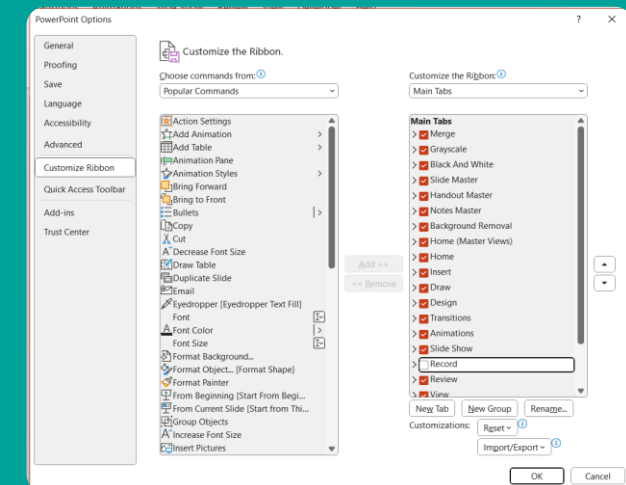 PowerPoint Options
?
General
Proofing
Save
Language
Accessibility
Advanced
Customize Ribbon
Quick Access Toolbar
Add-ins
Trust Center
Customize the Ribbon.
Choose commands from:
Popular Commands
Action Settings
Add Animation
Add Table
Animation Pane
Animation Styles
Bring Forward
Bring to Front
Bullets
Copy
Cut
Decrease Font Size
Draw Table
Duplicate Slide
Email
Eyedropper [Eyedropper Text Fill]
Font
Font Color
Font Size
Format Background...
Format Object... [Format Shape]
Format Painter
From Beginning [Start From Begi...
From Current Slide [Start from Thi...
Group Objects
Increase Font Size
Insert Pictures
Add >>
<< Remove
Customize the Ribbon:
Main Tabs
Main Tabs
Merge
Grayscale
Black And White
Slide Master
Handout Master
Notes Master
Background Removal
Home (Master Views)
Home
Insert
Draw
Design
Transitions
Animations
Slide Show
Record
Review
View
New Tab
New Group
Rename...
Customizations:
Reset
Import/Export
OK
Cancel